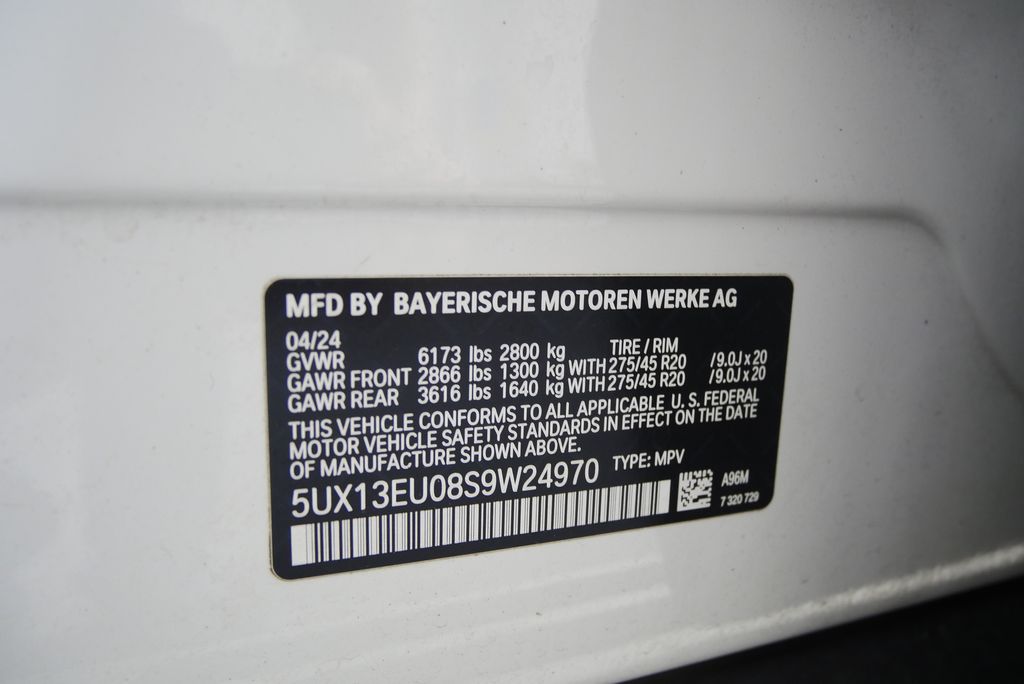 MFD BY BAYERISCHE MOTOREN WERKE AG
04/24 TIRE / RIM
GVWR 6173 lbs 2800 kg
GAWR FRONT 2866 lbs 1300 kg WITH 275/45 R20 /9.0J x 20
GAWR REAR 3616 lbs 1640 kg WITH 275/45 R20 /9.0J x 20
THIS VEHICLE CONFORMS TO ALL APPLICABLE U. S. FEDERAL
MOTOR VEHICLE SAFETY STANDARDS IN EFFECT ON THE DATE
OF MANUFACTURE SHOWN ABOVE.
5UX13EU08S9W24970 TYPE: MPV
A96M
7 320 729